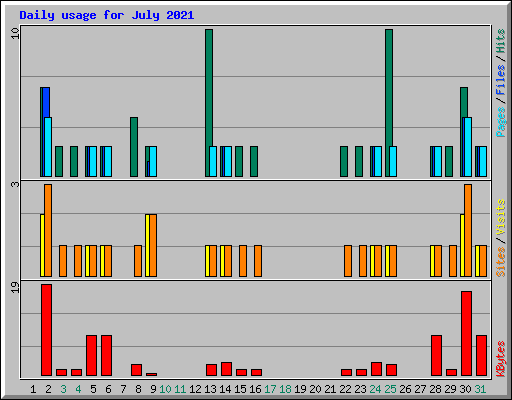 Daily usage for July 2021
10
3
19
Pages/Files/Hits
Sites/Visits
KBytes
1 2 3 4 5 6 7 8 9 10 11 12 13 14 15 16 17 18 19 20 21 22 23 24 25 26 27 28 29 30 31